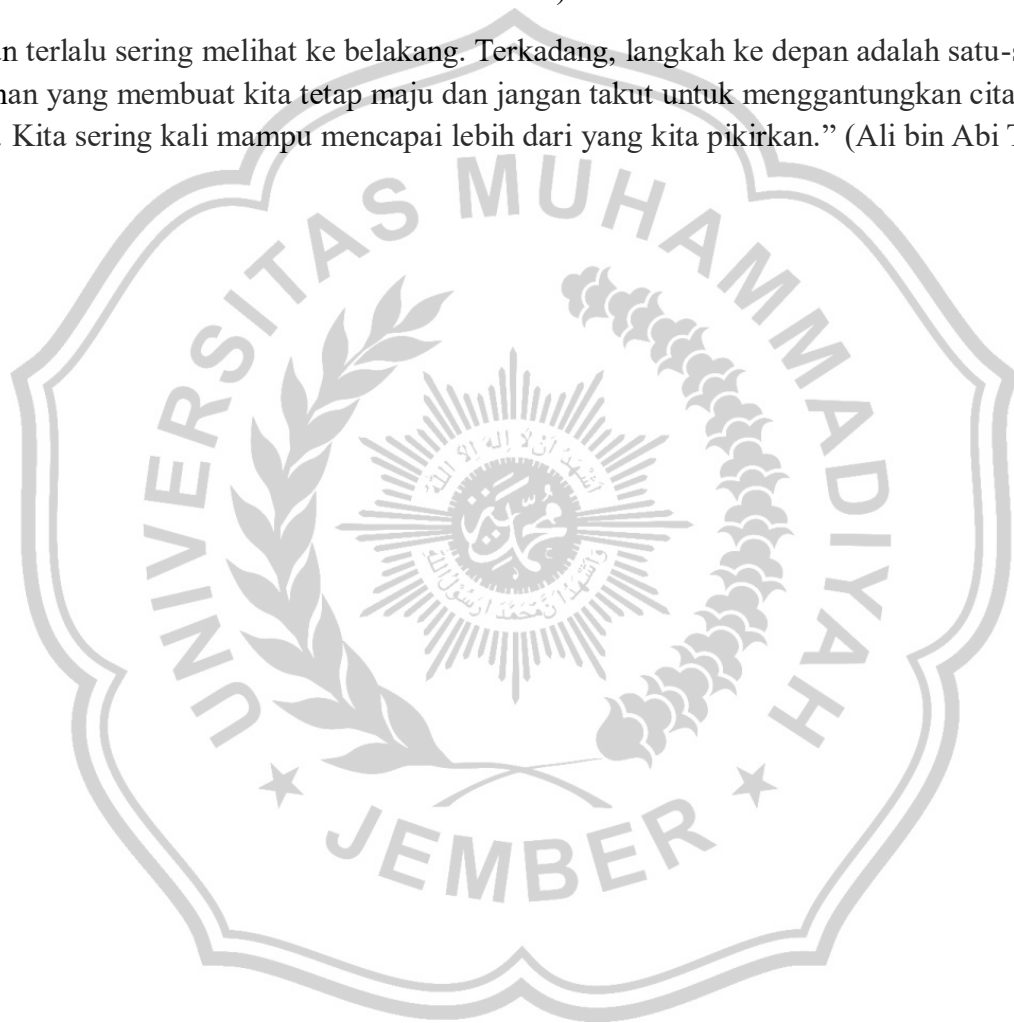 n terlalu sering melihat ke belakang. Terkadang, langkah ke depan adalah satu-s
nan yang membuat kita tetap maju dan jangan takut untuk menggantungkan cita
. Kita sering kali mampu mencapai lebih dari yang kita pikirkan.” (Ali bin Abi T
UNIVERSITAS MUHAMMADIYAH
محمد
JEMBER